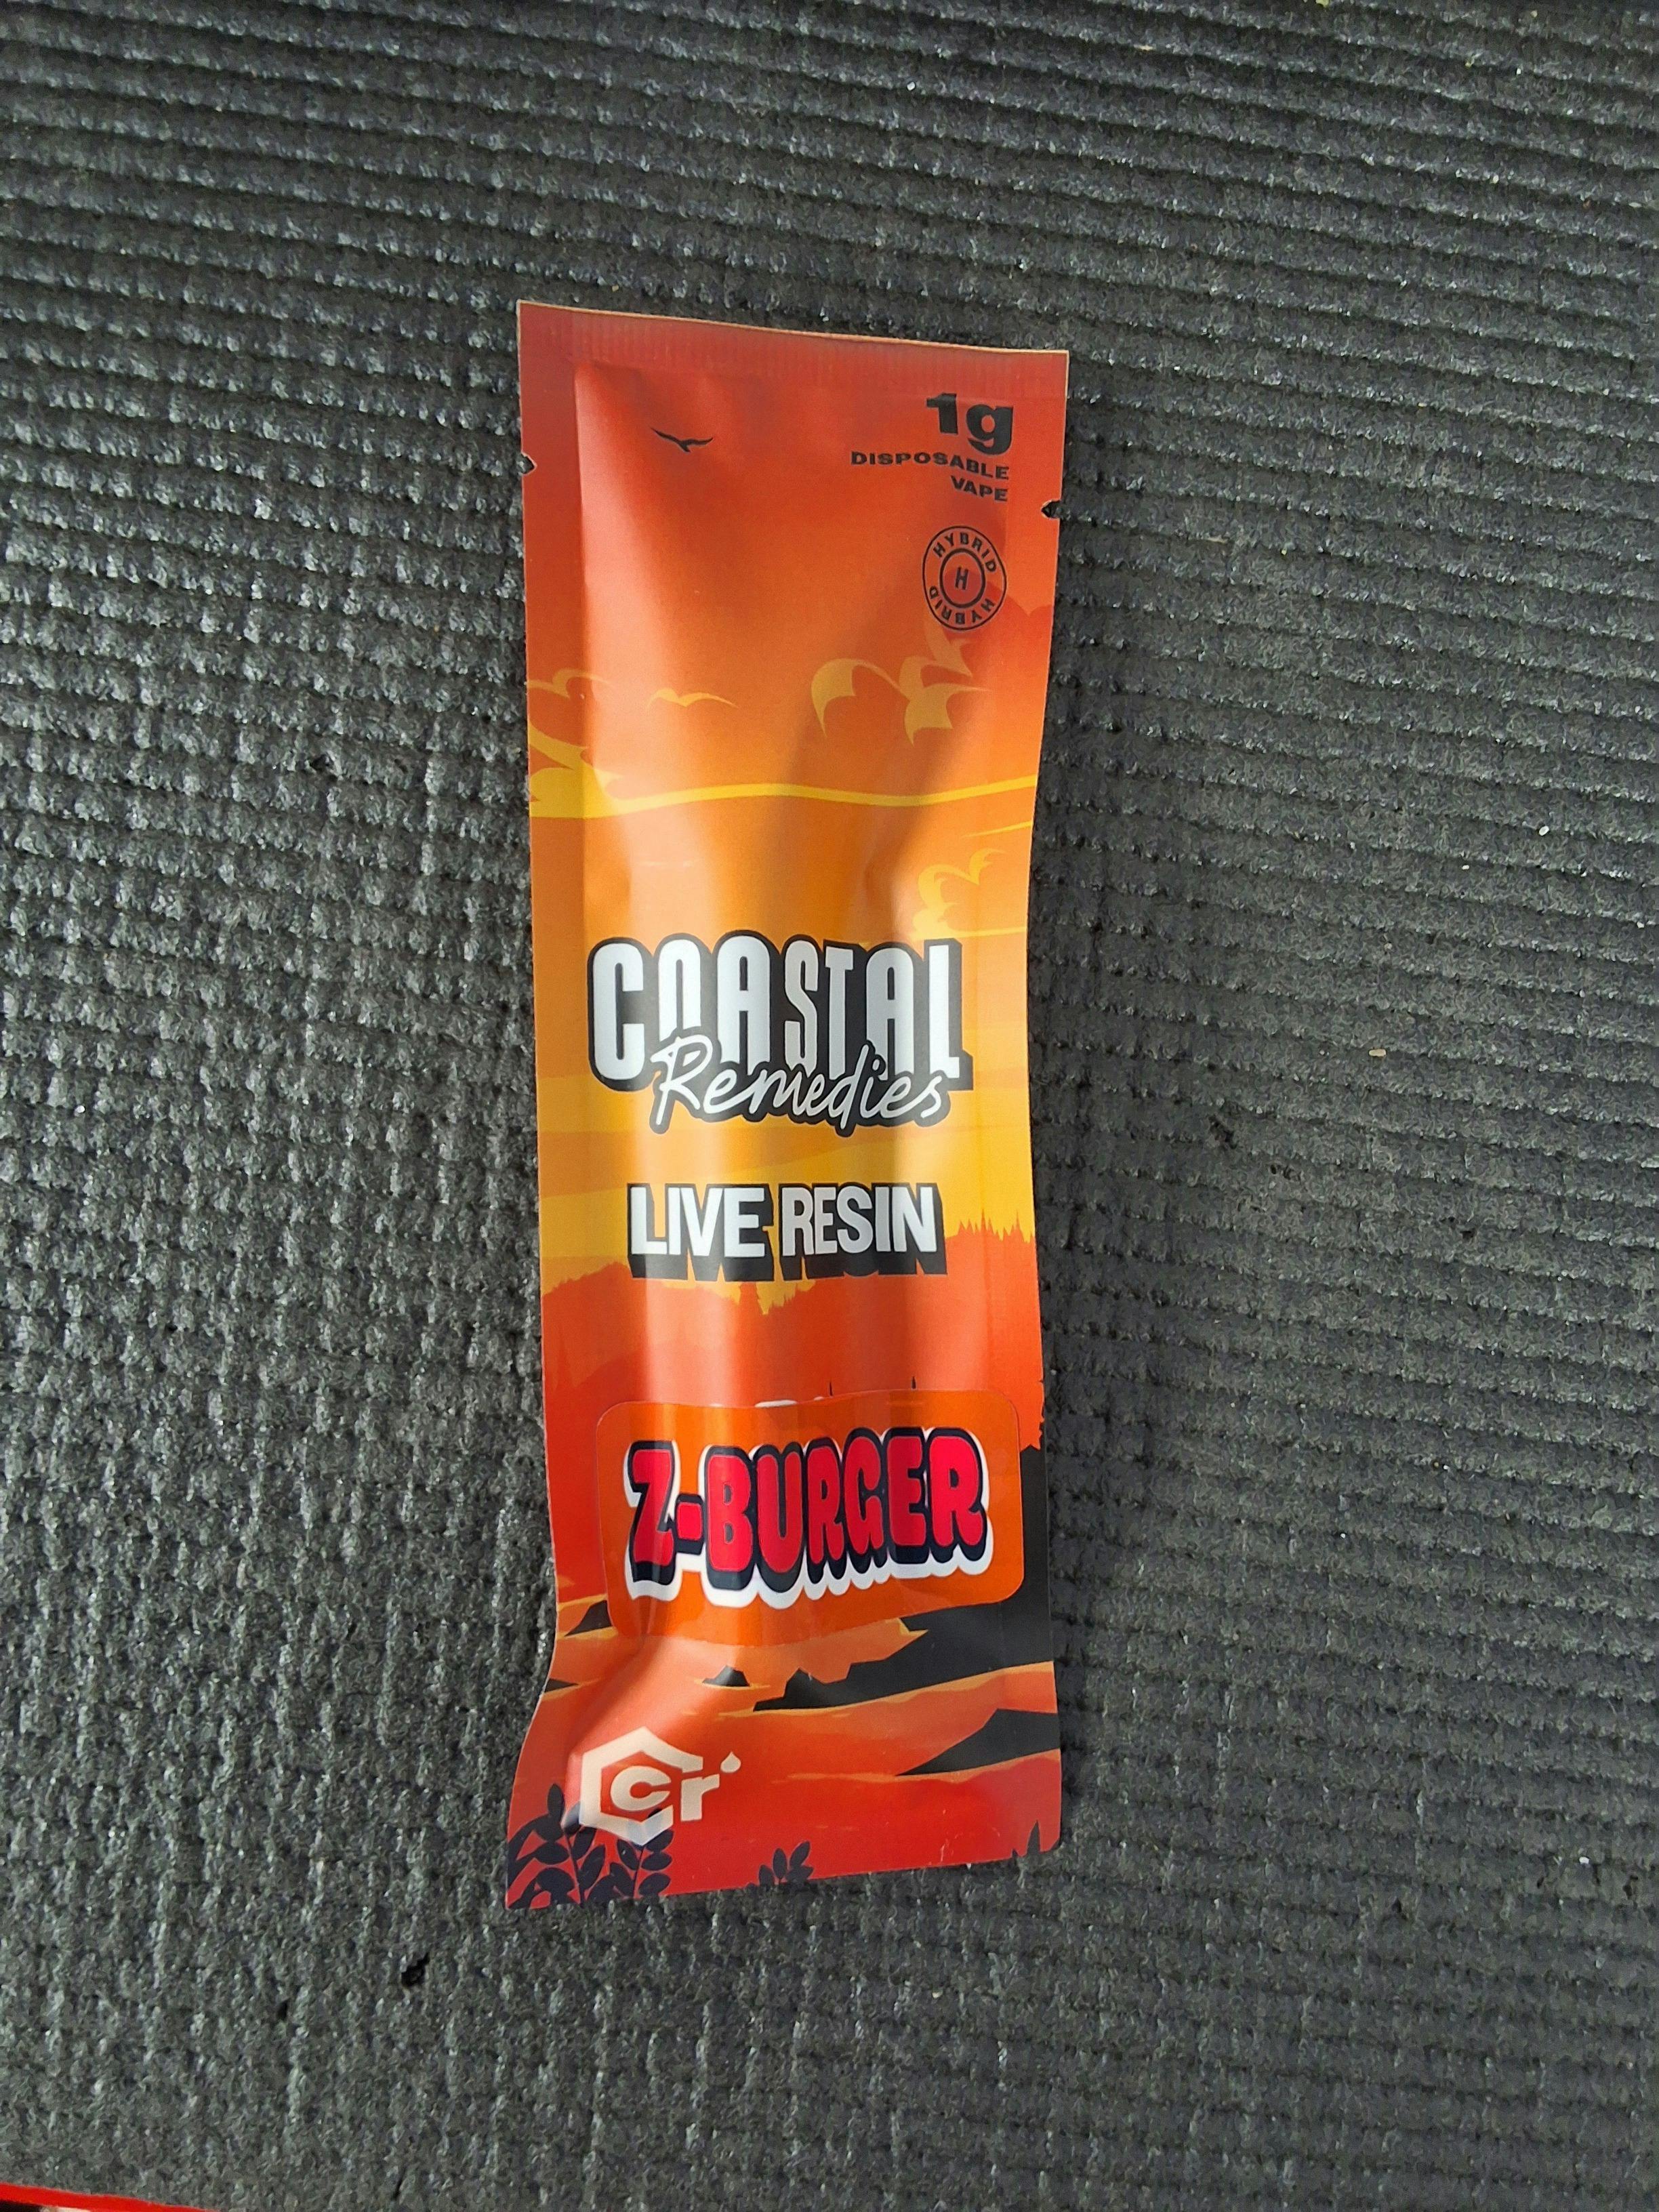 1g
DISPOSABLE
VAPE
HYBRID HYBRID
H
COASTAL
Remedies
LIVE RESIN
Z-BURGER
cr